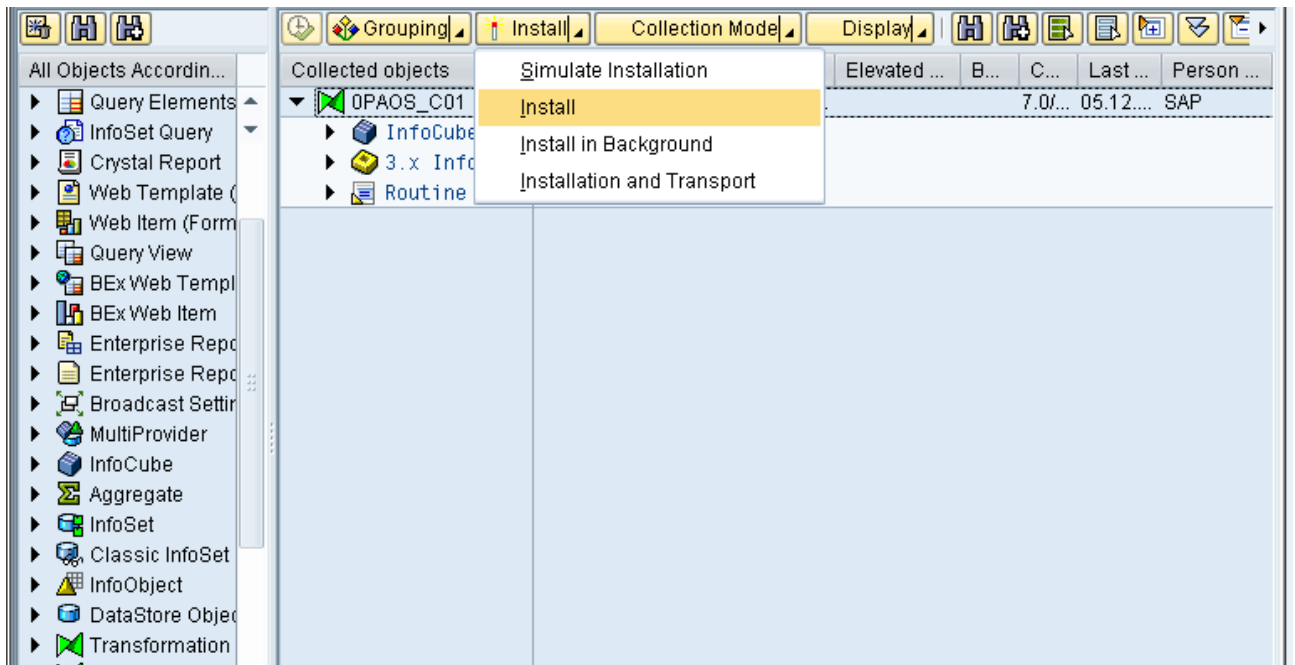 Grouping Install Collection Mode Display
All Objects Accordin... Collected objects Elevated ... B... C... Last ... Person ...
Simulate Installation
Install
Install in Background
Installation and Transport
0PAOS_C01 7.0/... 05.12.... SAP
InfoCube
3.x Info
Routine
Query Elements
InfoSet Query
Crystal Report
Web Template (
Web Item (Form
Query View
BEx Web Templ
BEx Web Item
Enterprise Repo
Enterprise Repo
Broadcast Settin
MultiProvider
InfoCube
Aggregate
InfoSet
Classic InfoSet
InfoObject
DataStore Objec
Transformation